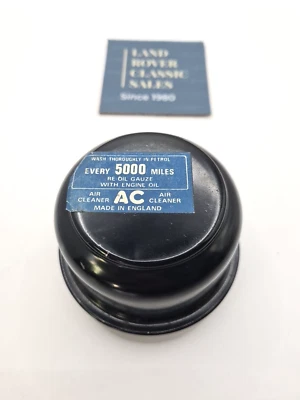 LAND
ROVER
CLASSIC
SALES
Since 1980
WASH THOROUGHLY IN PETROL
EVERY 5000 MILES
RE OIL GAUZE
WITH ENGINE OIL
AIR CLEANER AC AIR CLEANER
MADE IN ENGLAND